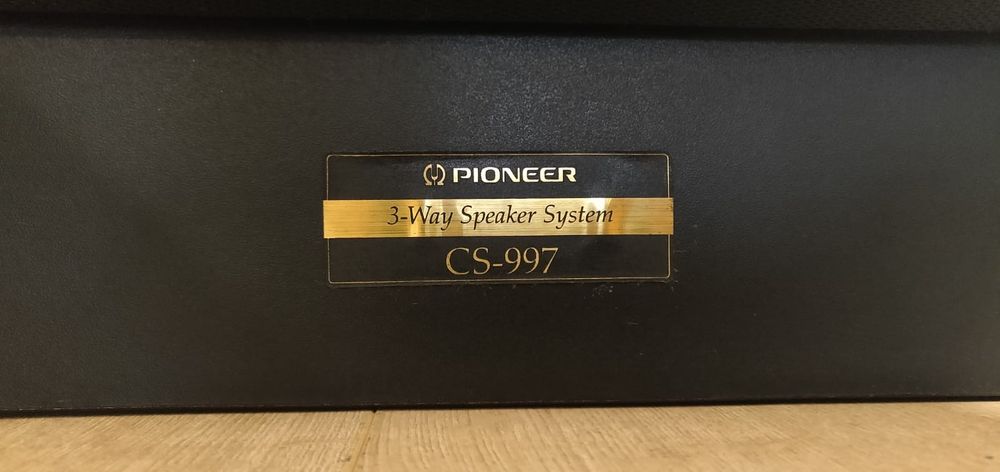 PIONEER
3-Way Speaker System
CS-997